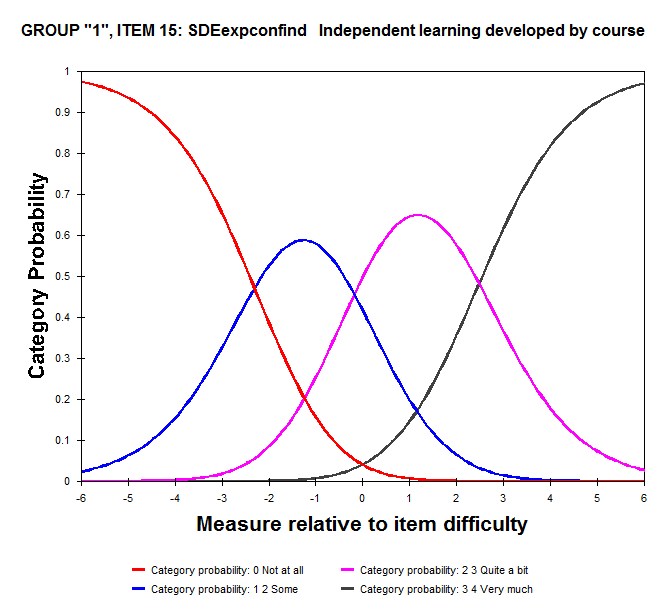 GROUP "1", ITEM 15: SDEexpconfind   Independent learning developed by course
1
0.9
0.8
0.7
0.6
0.5
0.4
0.3
0.2
0.1
0
Category Probability
-6 -5 -4 -3 -2 -1 0 1 2 3 4 5 6
Measure relative to item difficulty
Category probability: 0 Not at all
Category probability: 2 3 Quite a bit
Category probability: 1 2 Some
Category probability: 3 4 Very much